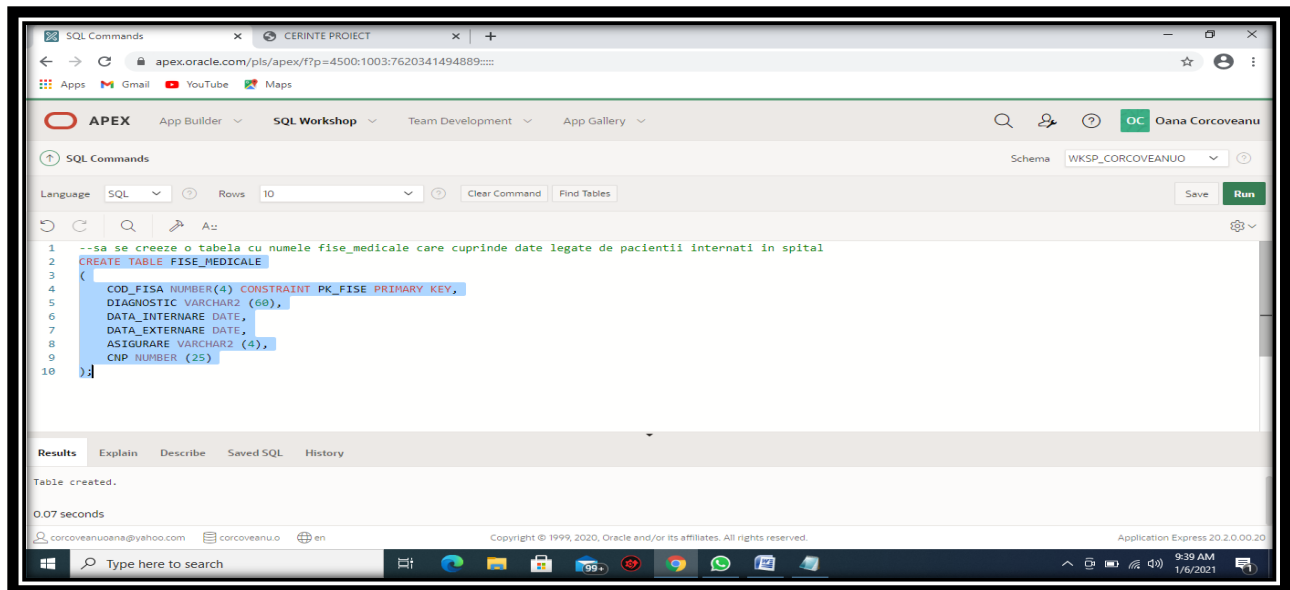 SQL Commands
CERINTE PROIECT
apex.oracle.com/pls/apex/f?p=4500:1003:7620341494889:::::
Apps Gmail YouTube Maps
APEX App Builder SQL Workshop Team Development App Gallery OC Oana Corcoveanu
SQL Commands Schema WKSP_CORCOVEANUO
Language SQL Rows 10 Clear Command Find Tables Save Run
1 --sa se creeze o tabela cu numele fise_medicale care cuprinde date legate de pacientii internati in spital
2 CREATE TABLE FISE_MEDICALE
3 (
4 COD_FISA NUMBER(4) CONSTRAINT PK_FISE PRIMARY KEY,
5 DIAGNOSTIC VARCHAR2 (60),
6 DATA_INTERNARE DATE,
7 DATA_EXTERNARE DATE,
8 ASIGURARE VARCHAR2 (4),
9 CNP NUMBER (25)
10 );
Results Explain Describe Saved SQL History
Table created.
0.07 seconds
corcoveanuoana@yahoo.com corcoveanu.o en Copyright © 1999, 2020, Oracle and/or its affiliates. All rights reserved. Application Express 20.2.0.00.20
Type here to search 99+ 9:39 AM
1/6/2021 1